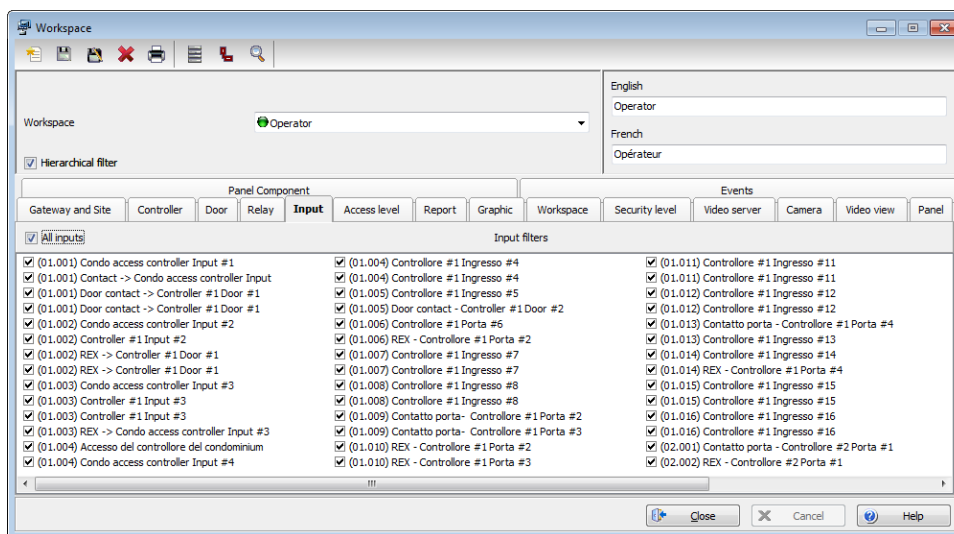 Workspace
English
Operator
Workspace
Operator
French
Opérateur
Hierarchical filter
Panel Component
Events
Gateway and Site
Controller
Door
Relay
Input
Access level
Report
Graphic
Workspace
Security level
Video server
Camera
Video view
Panel
All inputs
Input filters
(01.001) Condo access controller Input #1
(01.001) Contact -> Condo access controller Input
(01.001) Door contact -> Controller #1 Door #1
(01.001) Door contact -> Controller #1 Door #1
(01.002) Condo access controller Input #2
(01.002) Controller #1 Input #2
(01.002) REX -> Controller #1 Door #1
(01.002) REX -> Controller #1 Door #1
(01.003) Condo access controller Input #3
(01.003) Controller #1 Input #3
(01.003) Controller #1 Input #3
(01.003) REX -> Condo access controller Input #3
(01.004) Accesso del controllore del condominium
(01.004) Condo access controller Input #4
(01.004) Controllore #1 Ingresso #4
(01.004) Controllore #1 Ingresso #4
(01.005) Controllore #1 Ingresso #5
(01.005) Door contact - Controller #1 Door #2
(01.006) Controllore #1 Porta #6
(01.006) REX - Controllore #1 Porta #2
(01.007) Controllore #1 Ingresso #7
(01.007) Controllore #1 Ingresso #7
(01.008) Controllore #1 Ingresso #8
(01.008) Controllore #1 Ingresso #8
(01.009) Contatto porta- Controllore #1 Porta #2
(01.009) Contatto porta- Controllore #1 Porta #3
(01.010) REX - Controllore #1 Porta #2
(01.010) REX - Controllore #1 Porta #3
(01.011) Controllore #1 Ingresso #11
(01.011) Controllore #1 Ingresso #11
(01.012) Controllore #1 Ingresso #12
(01.012) Controllore #1 Ingresso #12
(01.013) Contatto porta - Controllore #1 Porta #4
(01.013) Controllore #1 Ingresso #13
(01.014) Controllore #1 Ingresso #14
(01.014) REX - Controllore #1 Porta #4
(01.015) Controllore #1 Ingresso #15
(01.015) Controllore #1 Ingresso #15
(01.016) Controllore #1 Ingresso #16
(01.016) Controllore #1 Ingresso #16
(02.001) Contatto porta - Controllore #2 Porta #1
(02.002) REX - Controllore #2 Porta #1
Close
Cancel
Help